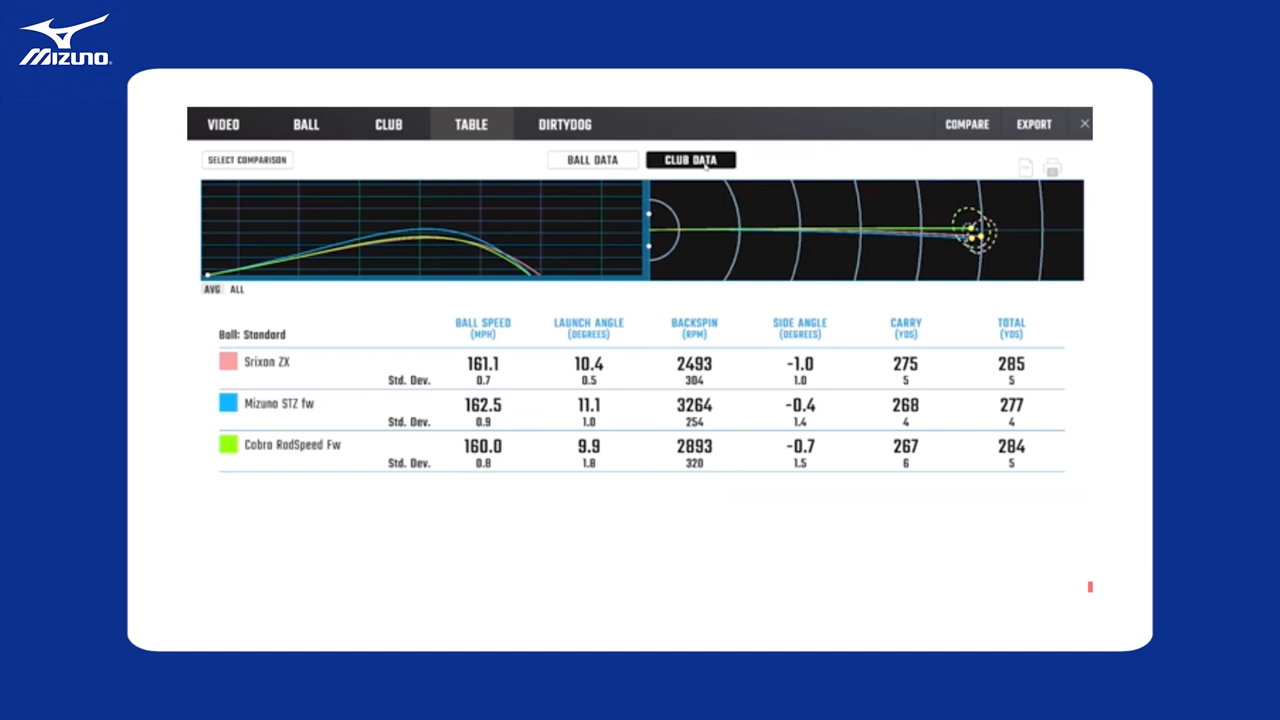 MIZUNO
VIDEO BALL CLUB TABLE DIRTYDOG COMPARE EXPORT ×
SELECT COMPARISON BALL DATA CLUB DATA
AVG ALL
Ball: Standard BALL SPEED (MPH) LAUNCH ANGLE (DEGREES) BACKSPIN (RPM) SIDE ANGLE (DEGREES) CARRY (YDS) TOTAL (YDS)
Srixon ZX 161.1 10.4 2493 -1.0 275 285
Std. Dev. 0.7 0.5 304 1.0 5 5
Mizuno STZ fw 162.5 11.1 3264 -0.4 268 277
Std. Dev. 0.9 1.0 254 1.4 4 4
Cobra RadSpeed Fw 160.0 9.9 2893 -0.7 267 284
Std. Dev. 0.8 1.8 320 1.5 6 5